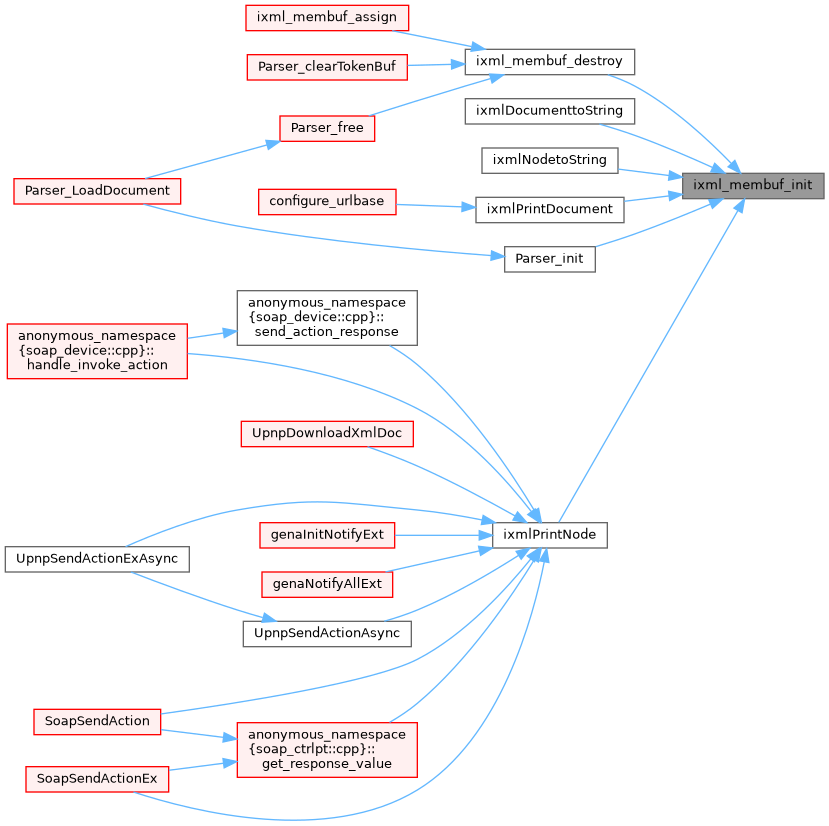 ixml_membuf_assign
ixml_membuf_destroy
Parser_clearTokenBuf
ixmlDocumenttoString
Parser_free
ixmlNodetoString
ixml_membuf_init
Parser_LoadDocument
configure_urlbase
ixmlPrintDocument
Parser_init
anonymous_namespace
{soap_device::cpp}::
send_action_response
anonymous_namespace
{soap_device::cpp}::
handle_invoke_action
UpnpDownloadXmlDoc
genaInitNotifyExt
ixmlPrintNode
UpnpSendActionExAsync
genaNotifyAllExt
UpnpSendActionAsync
SoapSendAction
anonymous_namespace
{soap_ctrlpt::cpp}::
get_response_value
SoapSendActionEx